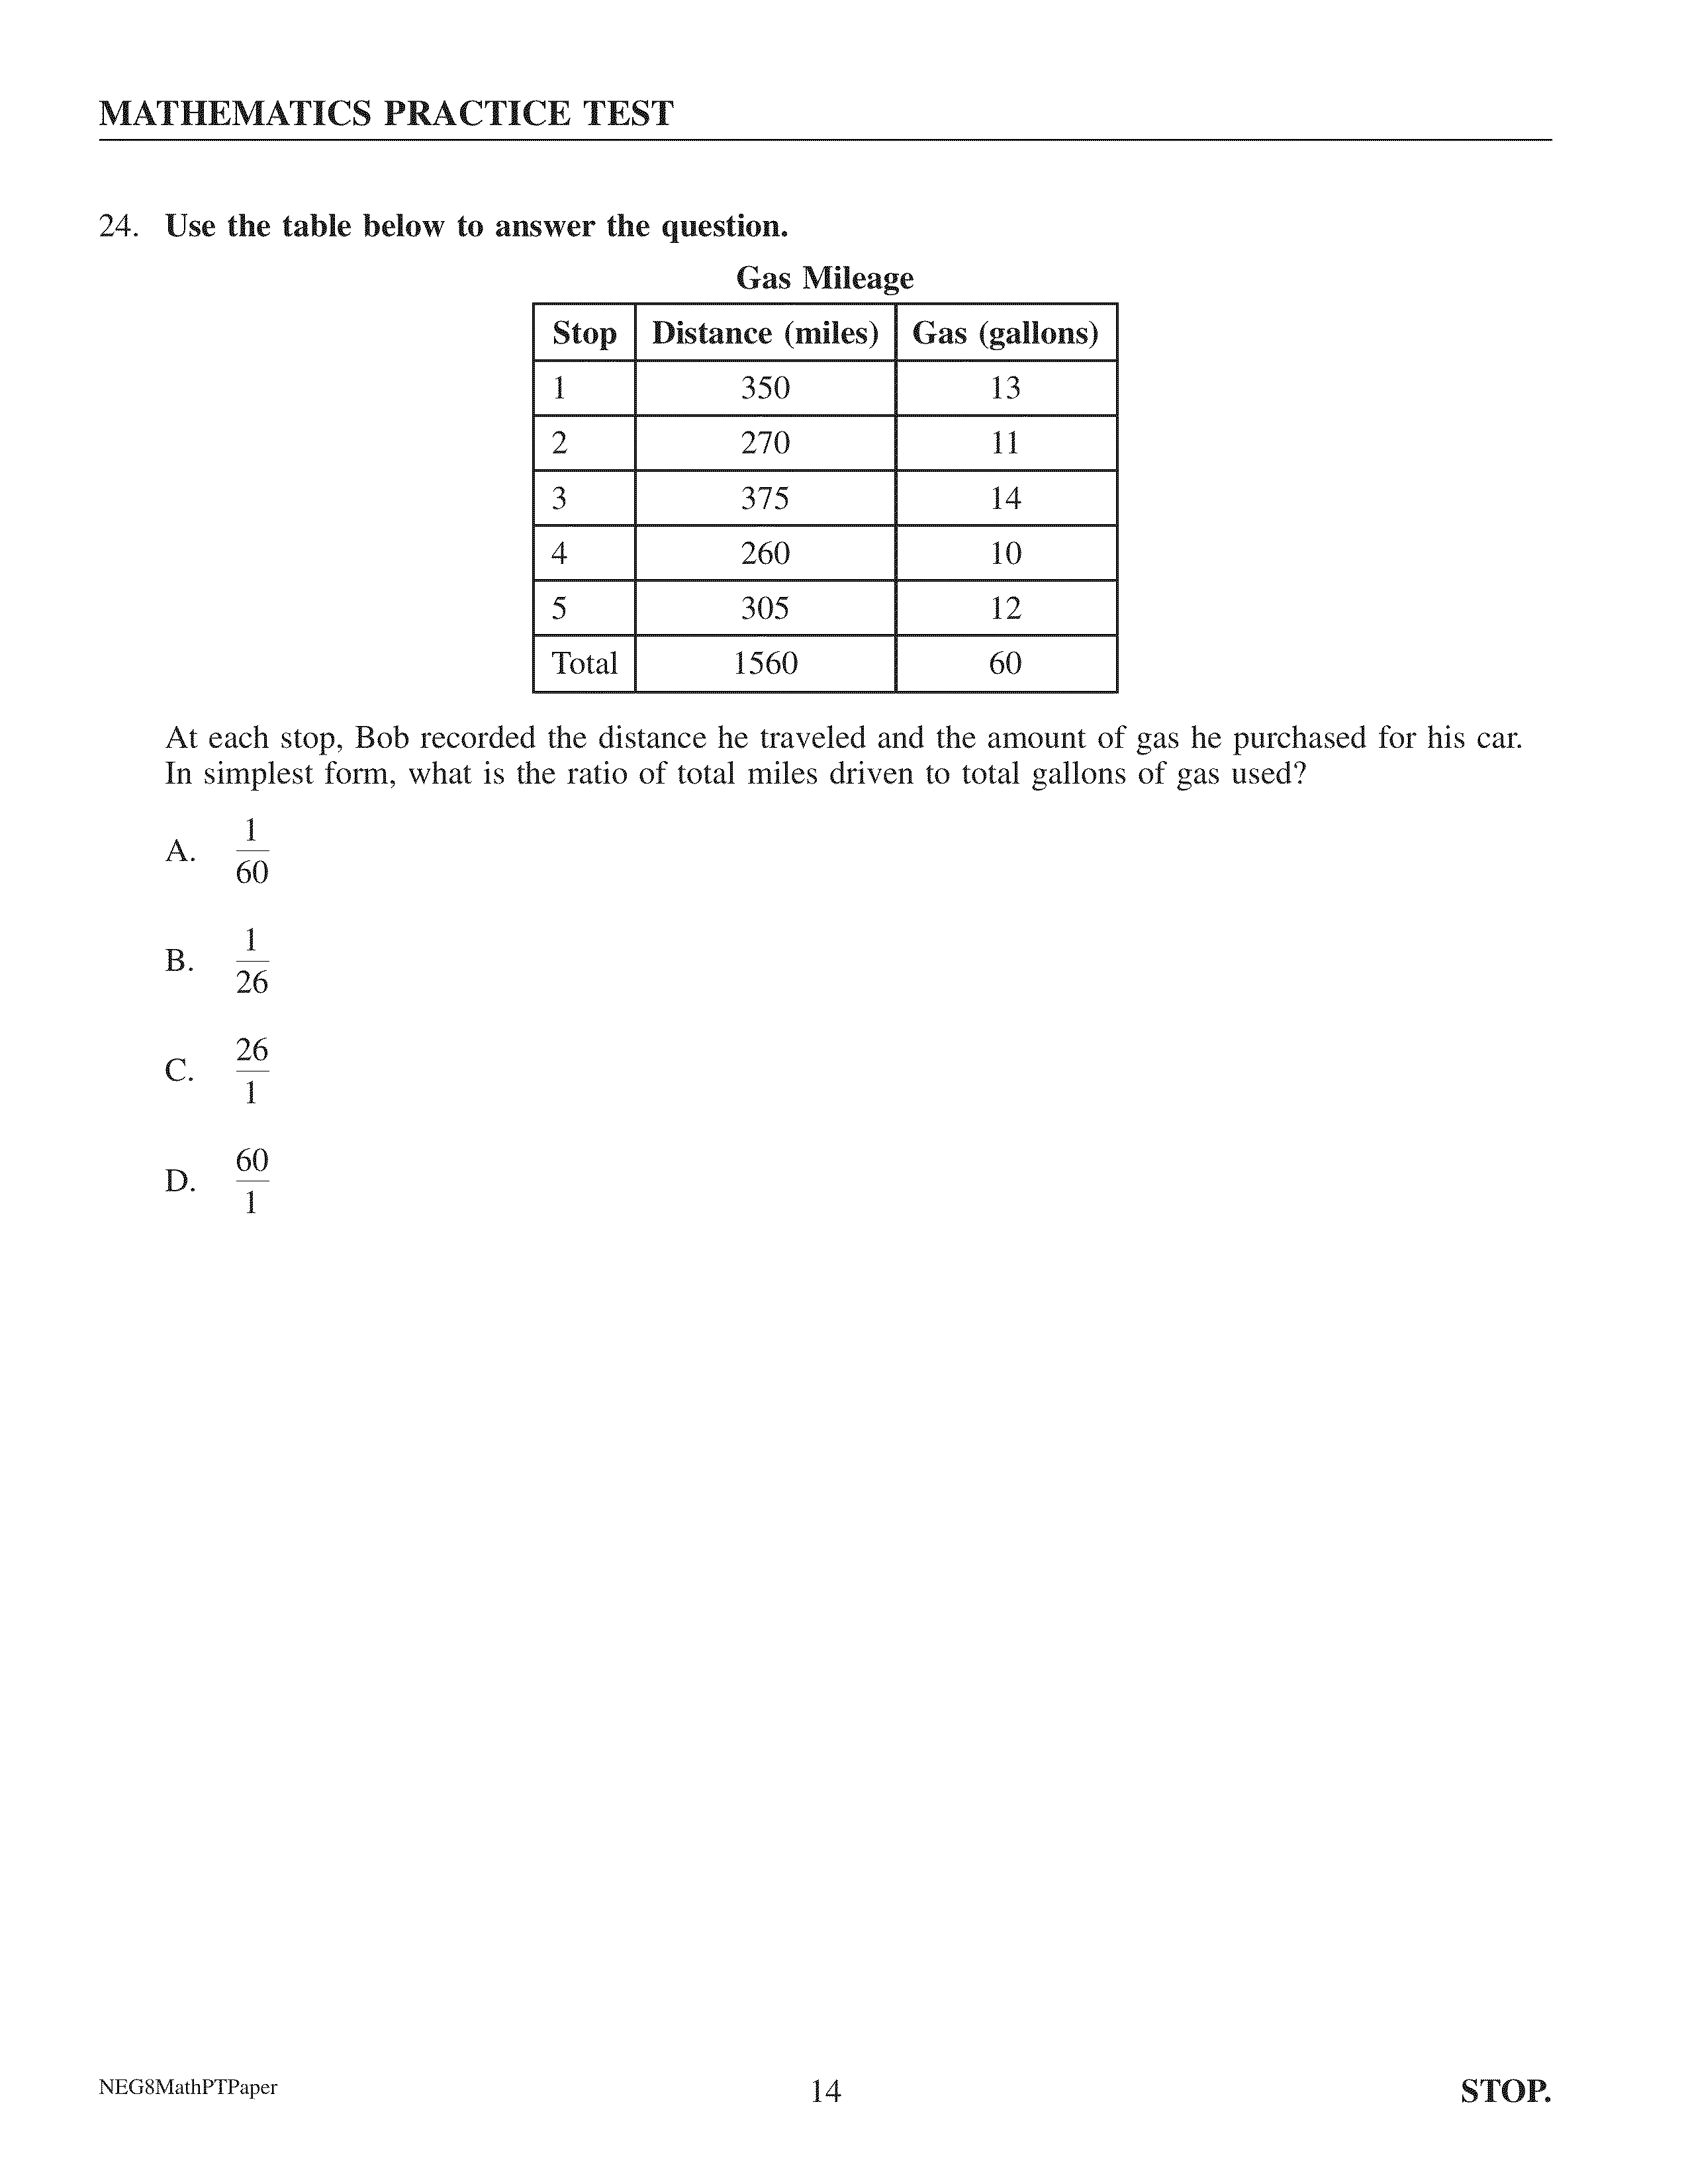 MATHEMATICS PRACTICE TEST
24. Use the table below to answer the question.
Gas Mileage
Stop Distance (miles) Gas (gallons)
1 350 13
2 270 11
3 375 14
4 260 10
5 305 12
Total 1560 60
At each stop, Bob recorded the distance he traveled and the amount of gas he purchased for his car.
In simplest form, what is the ratio of total miles driven to total gallons of gas used?
A. 1/60
B. 1/26
C. 26/1
D. 60/1
NEG8MathPTPaper 14 STOP.